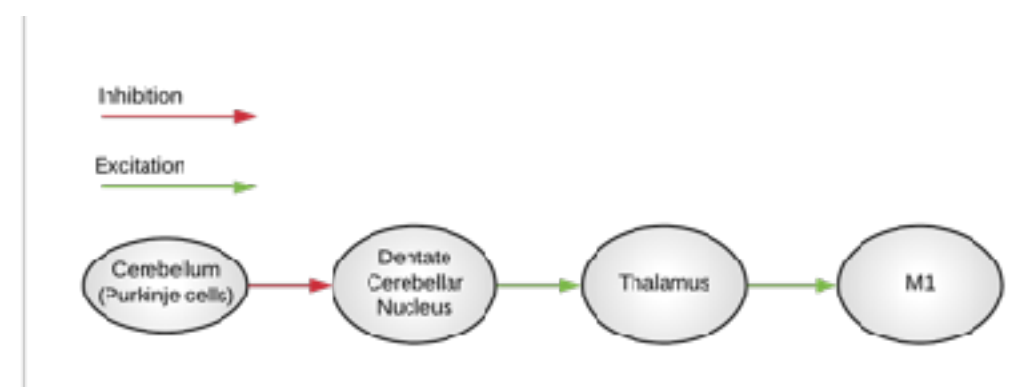 Inhibition
Excitation
Cerebellum
(Purkinje cells)
Dentate
Cerebellar
Nucleus
Thalamus
M1